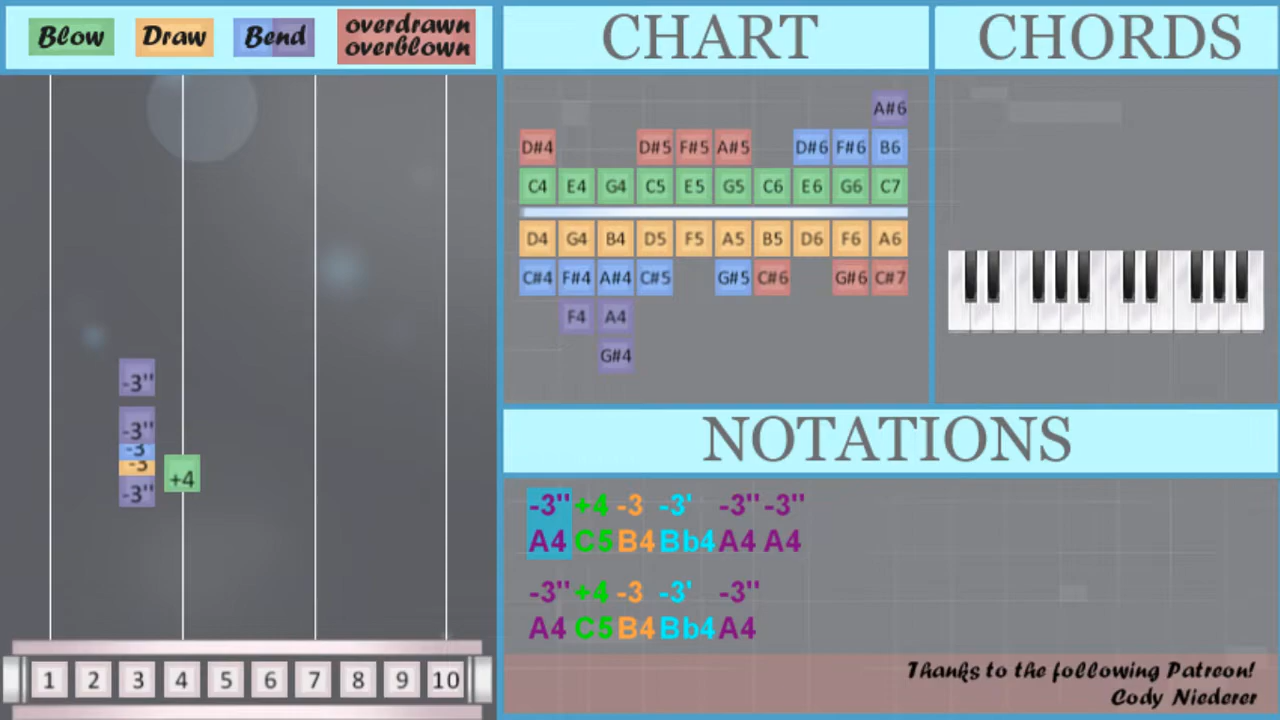 Blow Draw Bend overdrawn
overblown
-3''
-3''
-3'
-3
-3'' +4
1 2 3 4 5 6 7 8 9 10
CHART
A#6
D#4 D#5 F#5 A#5 D#6 F#6 B6
C4 E4 G4 C5 E5 G5 C6 E6 G6 C7
D4 G4 B4 D5 F5 A5 B5 D6 F6 A6
C#4 F#4 A#4 C#5 G#5 C#6 G#6 C#7
F4 A4
G#4
CHORDS
NOTATIONS
-3'' +4 -3 -3' -3'' -3''
A4 C5 B4 Bb4 A4 A4
-3'' +4 -3 -3' -3''
A4 C5 B4 Bb4 A4
Thanks to the following Patreon!
Cody Niederer